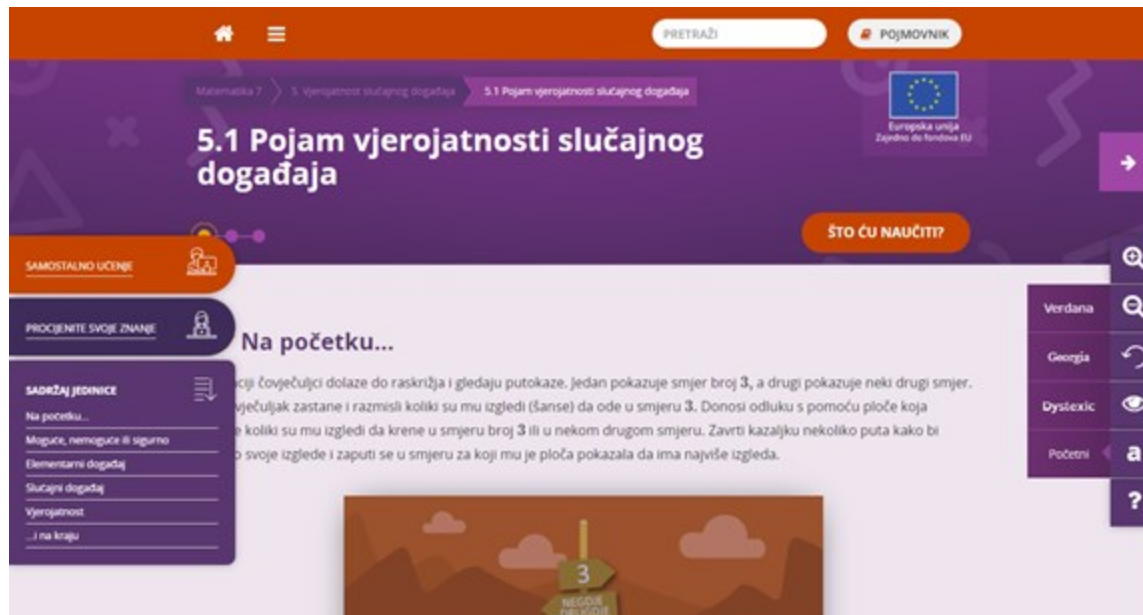 PRETRAŽI
POJMOVNIK
Matematika 7
5. Vjerojatnost slučajnog događaja
5.1 Pojam vjerojatnosti slučajnog događaja
5.1 Pojam vjerojatnosti slučajnog
događaja
Europska unija
Zajedno do fondova EU
ŠTO ĆU NAUČITI?
SAMOSTALNO UČENJE
PROCIJENITE SVOJE ZNANJE
SADRŽAJ JEDINICE
Na početku...
Moguće, nemoguće ili sigurno
Elementarni događaj
Slučajni događaj
Vjerojatnost
...i na kraju
Na početku...
čovječuljci dolaze do raskrižja i gledaju putokaze. Jedan pokazuje smjer broj 3, a drugi pokazuje neki drugi smjer.
zastane i razmisli koliki su mu izgledi (šanse) da ode u smjeru 3. Donosi odluku s pomoću ploče koja
koliki su mu izgledi da krene u smjeru broj 3 ili u nekom drugom smjeru. Zavrti kazaljku nekoliko puta kako bi
svoje izglede i zaputi se u smjeru za koji mu je ploča pokazala da ima najviše izgleda.
Verdana
Georgia
Dyslexic
Početni
a
?
3
NEGDJE
DRUGDJE